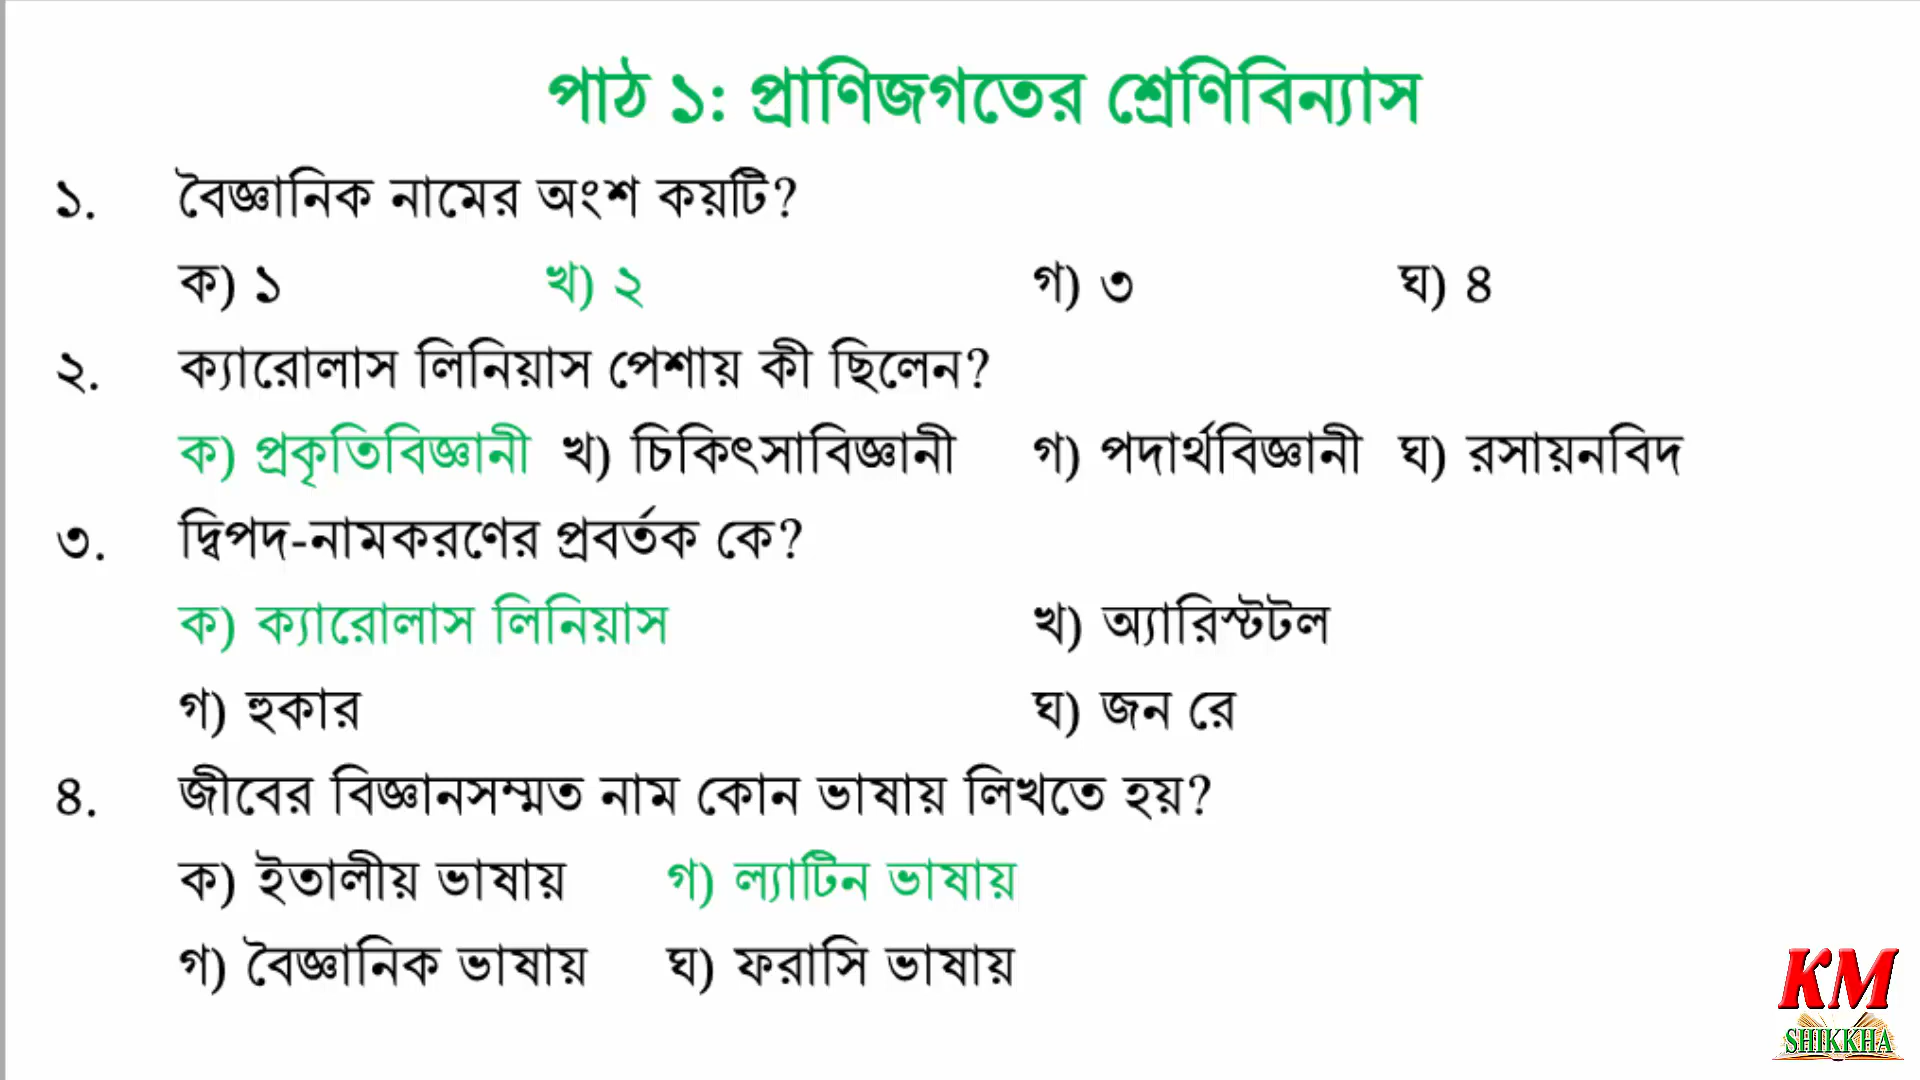 পাঠ ১: প্রাণিজগতের শ্রেণিবিন্যাস
১. বৈজ্ঞানিক নামের অংশ কয়টি?
ক) ১ খ) ২ গ) ৩ ঘ) ৪
২. ক্যারোলাস লিনিয়াস পেশায় কী ছিলেন?
ক) প্রকৃতিবিজ্ঞানী খ) চিকিৎসাবিজ্ঞানী গ) পদার্থবিজ্ঞানী ঘ) রসায়নবিদ
৩. দ্বিপদ-নামকরণের প্রবর্তক কে?
ক) ক্যারোলাস লিনিয়াস খ) অ্যারিস্টটল
গ) হুকার ঘ) জন রে
৪. জীবের বিজ্ঞানসম্মত নাম কোন ভাষায় লিখতে হয়?
ক) ইতালীয় ভাষায় গ) ল্যাটিন ভাষায়
গ) বৈজ্ঞানিক ভাষায় ঘ) ফরাসি ভাষায়
KM
SHIKKHA